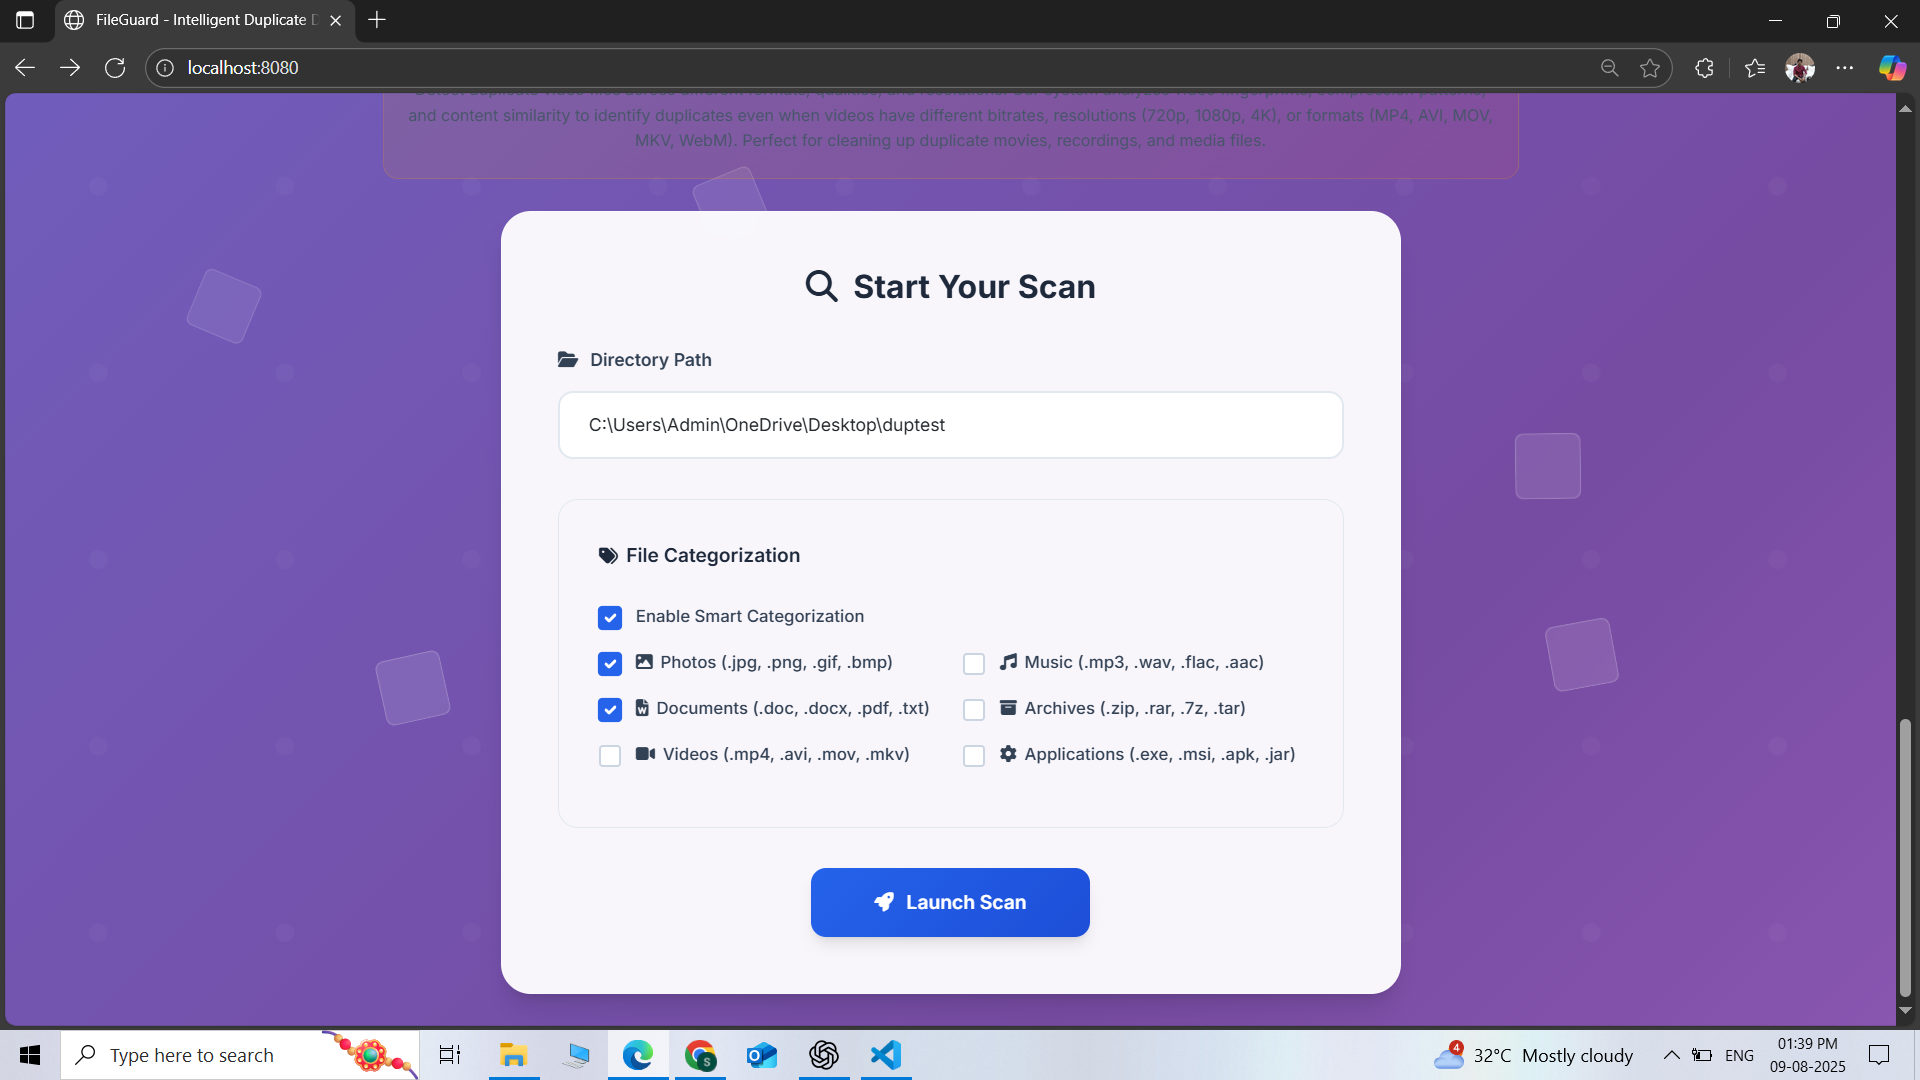 FileGuard - Intelligent Duplicate
localhost:8080
and content similarity to identify duplicates even when videos have different bitrates, resolutions (720p, 1080p, 4K), or formats (MP4, AVI, MOV,
MKV, WebM). Perfect for cleaning up duplicate movies, recordings, and media files.
Start Your Scan
Directory Path
C:\Users\Admin\OneDrive\Desktop\duptest
File Categorization
Enable Smart Categorization
Photos (.jpg, .png, .gif, .bmp)
Music (.mp3, .wav, .flac, .aac)
Documents (.doc, .docx, .pdf, .txt)
Archives (.zip, .rar, .7z, .tar)
Videos (.mp4, .avi, .mov, .mkv)
Applications (.exe, .msi, .apk, .jar)
Launch Scan
Type here to search
4
32°C Mostly cloudy
ENG
01:39 PM
09-08-2025